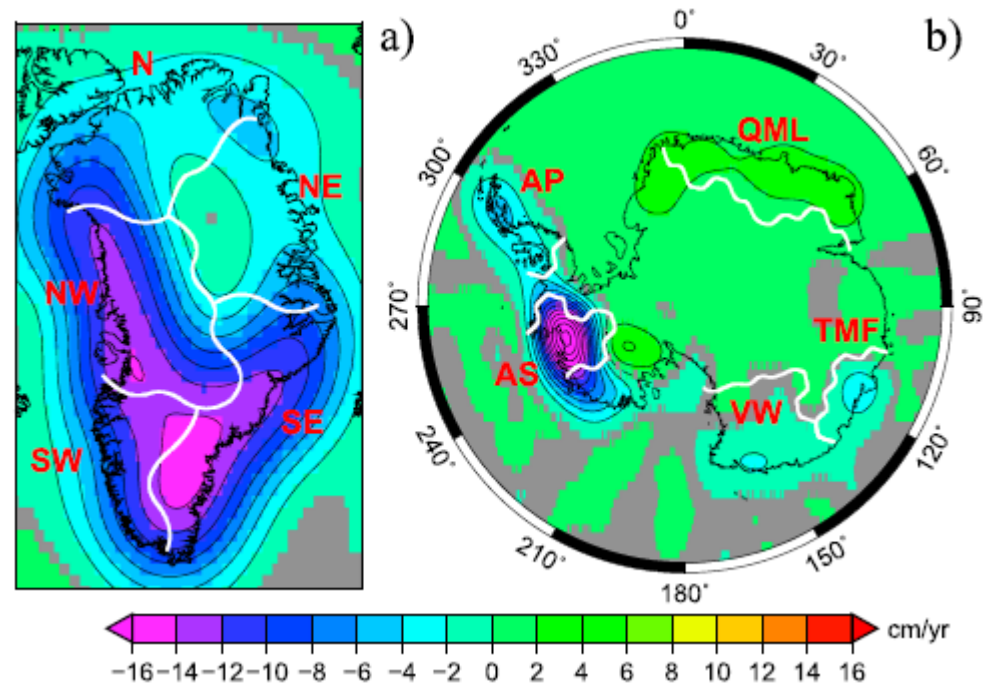 a)
N
NE
NW
SW
SE
b)
0°
30°
60°
90°
120°
150°
180°
210°
240°
270°
300°
330°
QML
AP
AS
TMF
VW
−16 −14 −12 −10 −8 −6 −4 −2 0 2 4 6 8 10 12 14 16 cm/yr